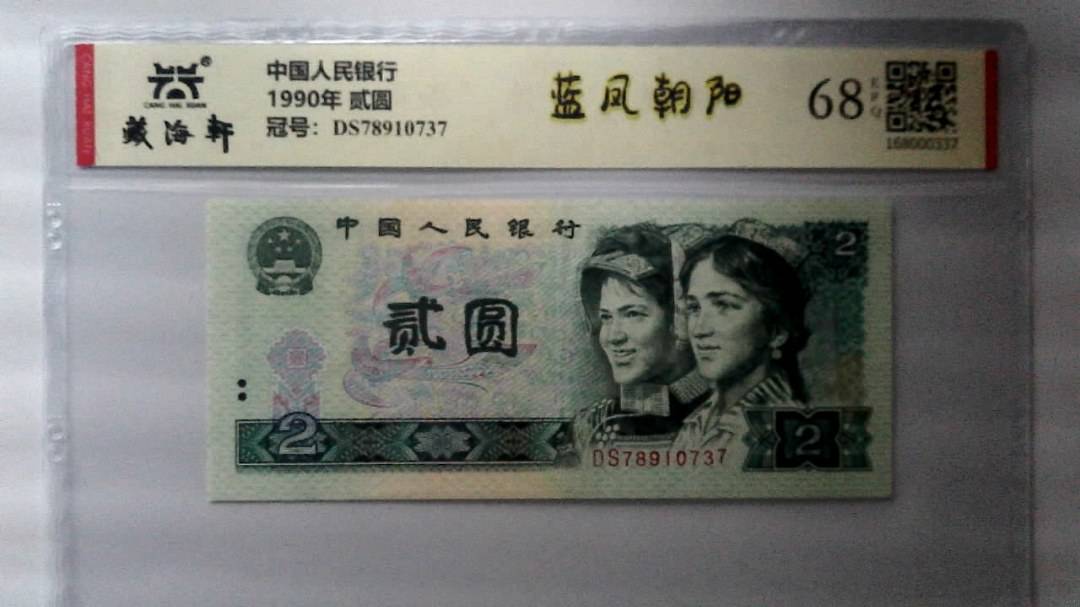 CANG HAI XUAN
藏海軒
中国人民银行
1990年 贰圆
冠号：DS78910737
蓝凤朝阳
68
EPQ
168000337
中国人民银行
2
贰圆
2
DS78910737
2